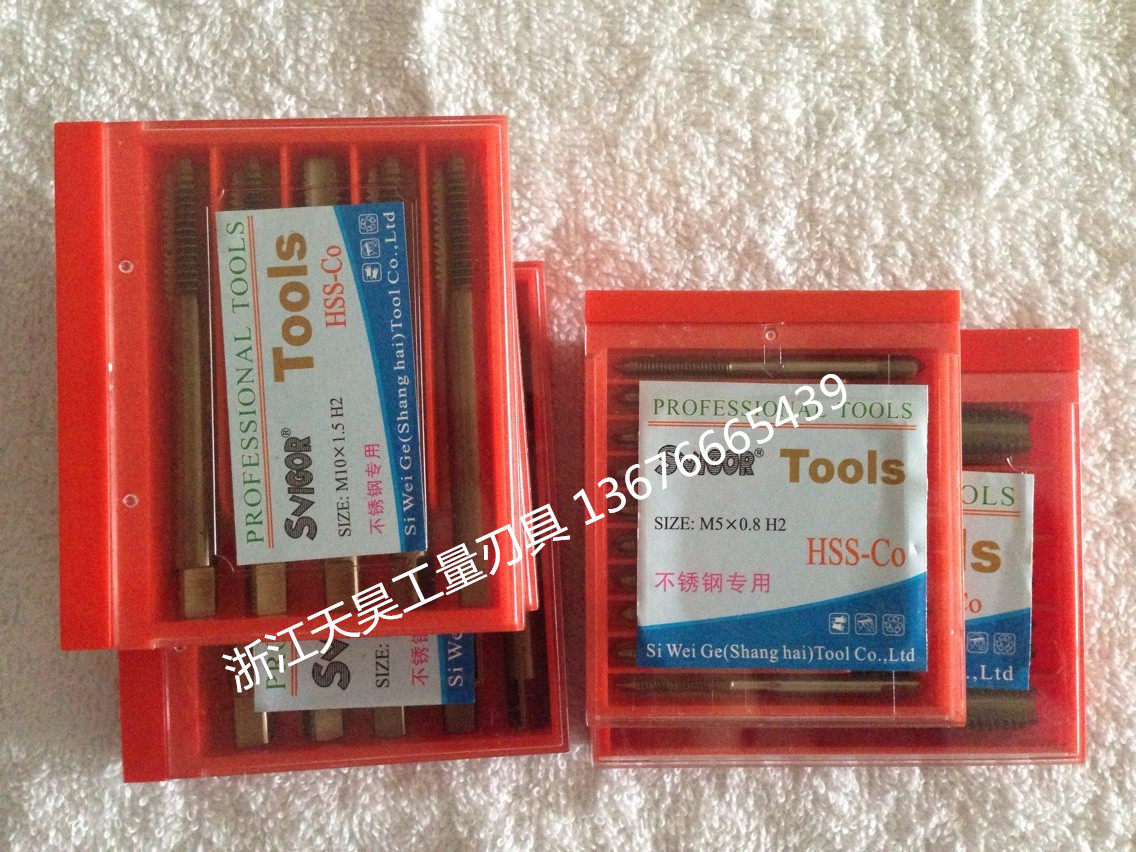 PROFESSIONAL TOOLS
Tools
HSS-Co
SVIGOR®
SIZE: M10×1.5 H2
不锈钢专用
Si Wei Ge(Shang hai)Tool Co.,Ltd
SIZE:
不锈
Si W
PROFESSIONAL TOOLS
SVIGOR® Tools
SIZE: M5×0.8 H2
HSS-Co
不锈钢专用
Si Wei Ge(Shang hai)Tool Co.,Ltd
OLS
ls
-Co
.,Ltd
浙江天昊工量刃具 13676665439